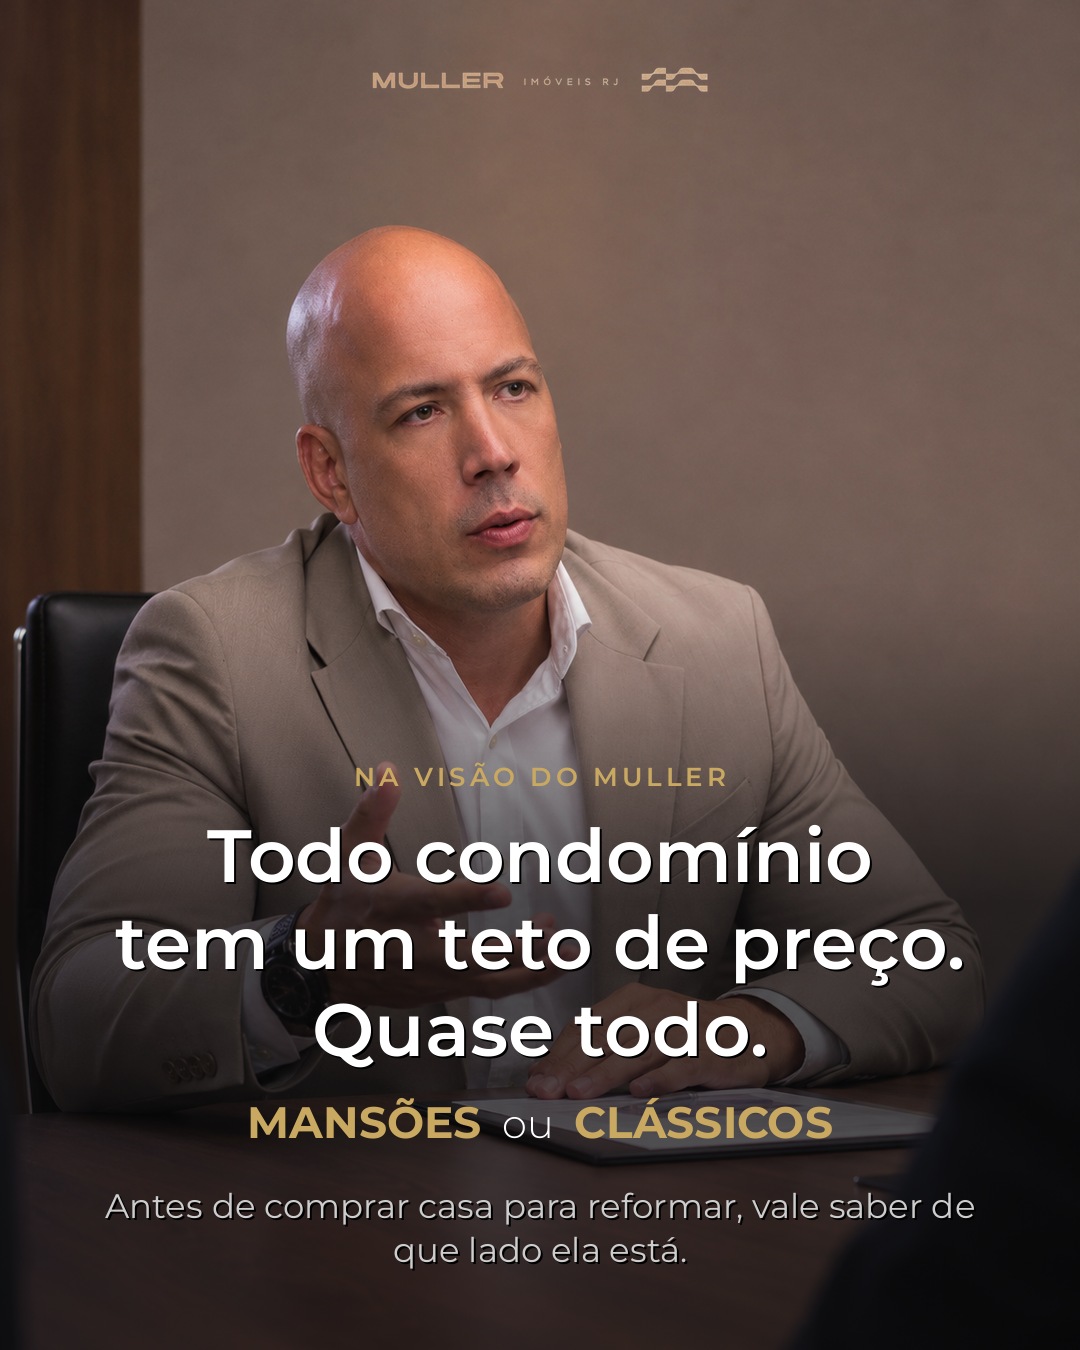 MULLER IMÓVEIS RJ
NA VISÃO DO MULLER
Todo condomínio
tem um teto de preço.
Quase todo.
MANSÕES ou CLÁSSICOS
Antes de comprar casa para reformar, vale saber de
que lado ela está.